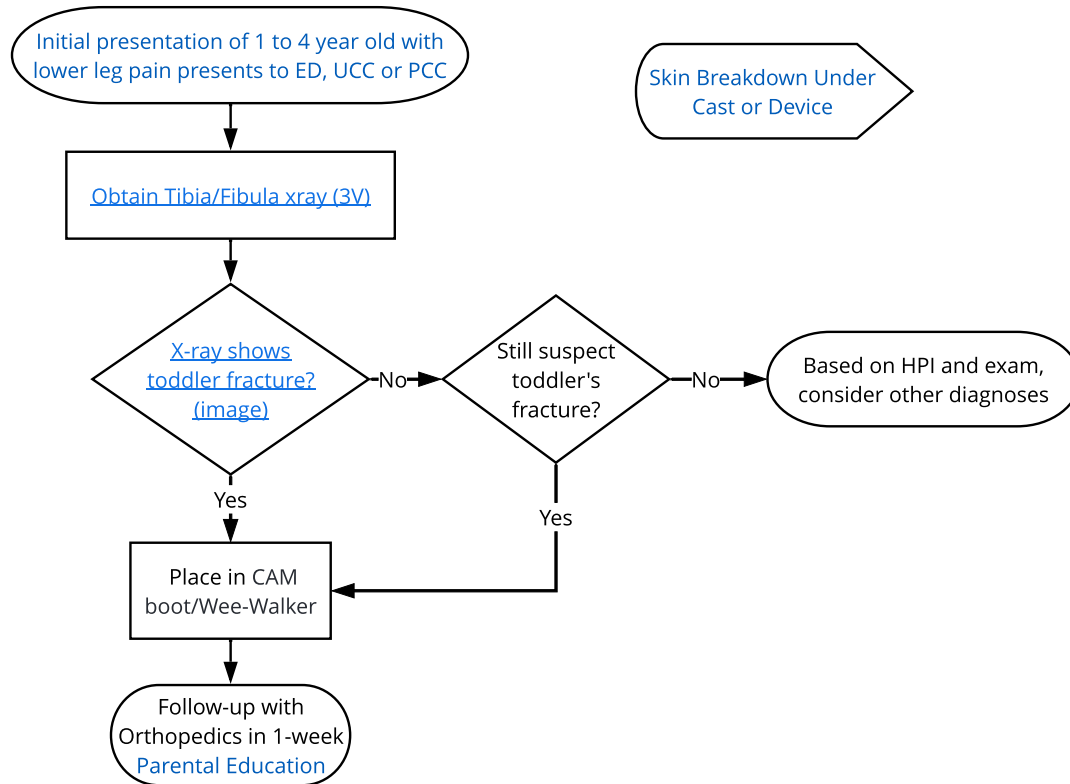 Initial presentation of 1 to 4 year old with
lower leg pain presents to ED, UCC or PCC
Skin Breakdown Under
Cast or Device
Obtain Tibia/Fibula xray (3V)
X-ray shows
toddler fracture?
(image)
No
Still suspect
toddler's
fracture?
No
Based on HPI and exam,
consider other diagnoses
Yes
Yes
Place in CAM
boot/Wee-Walker
Follow-up with
Orthopedics in 1-week
Parental Education